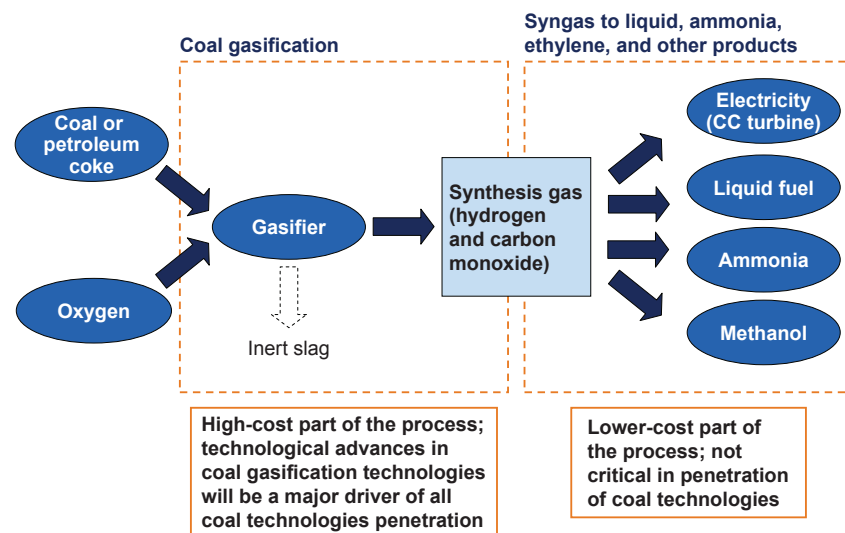 Coal gasification
Syngas to liquid, ammonia,
ethylene, and other products
Coal or
petroleum
coke
Oxygen
Gasifier
Inert slag
Synthesis gas
(hydrogen
and carbon
monoxide)
Electricity
(CC turbine)
Liquid fuel
Ammonia
Methanol
High-cost part of the process;
technological advances in
coal gasification technologies
will be a major driver of all
coal technologies penetration
Lower-cost part of
the process; not
critical in penetration
of coal technologies